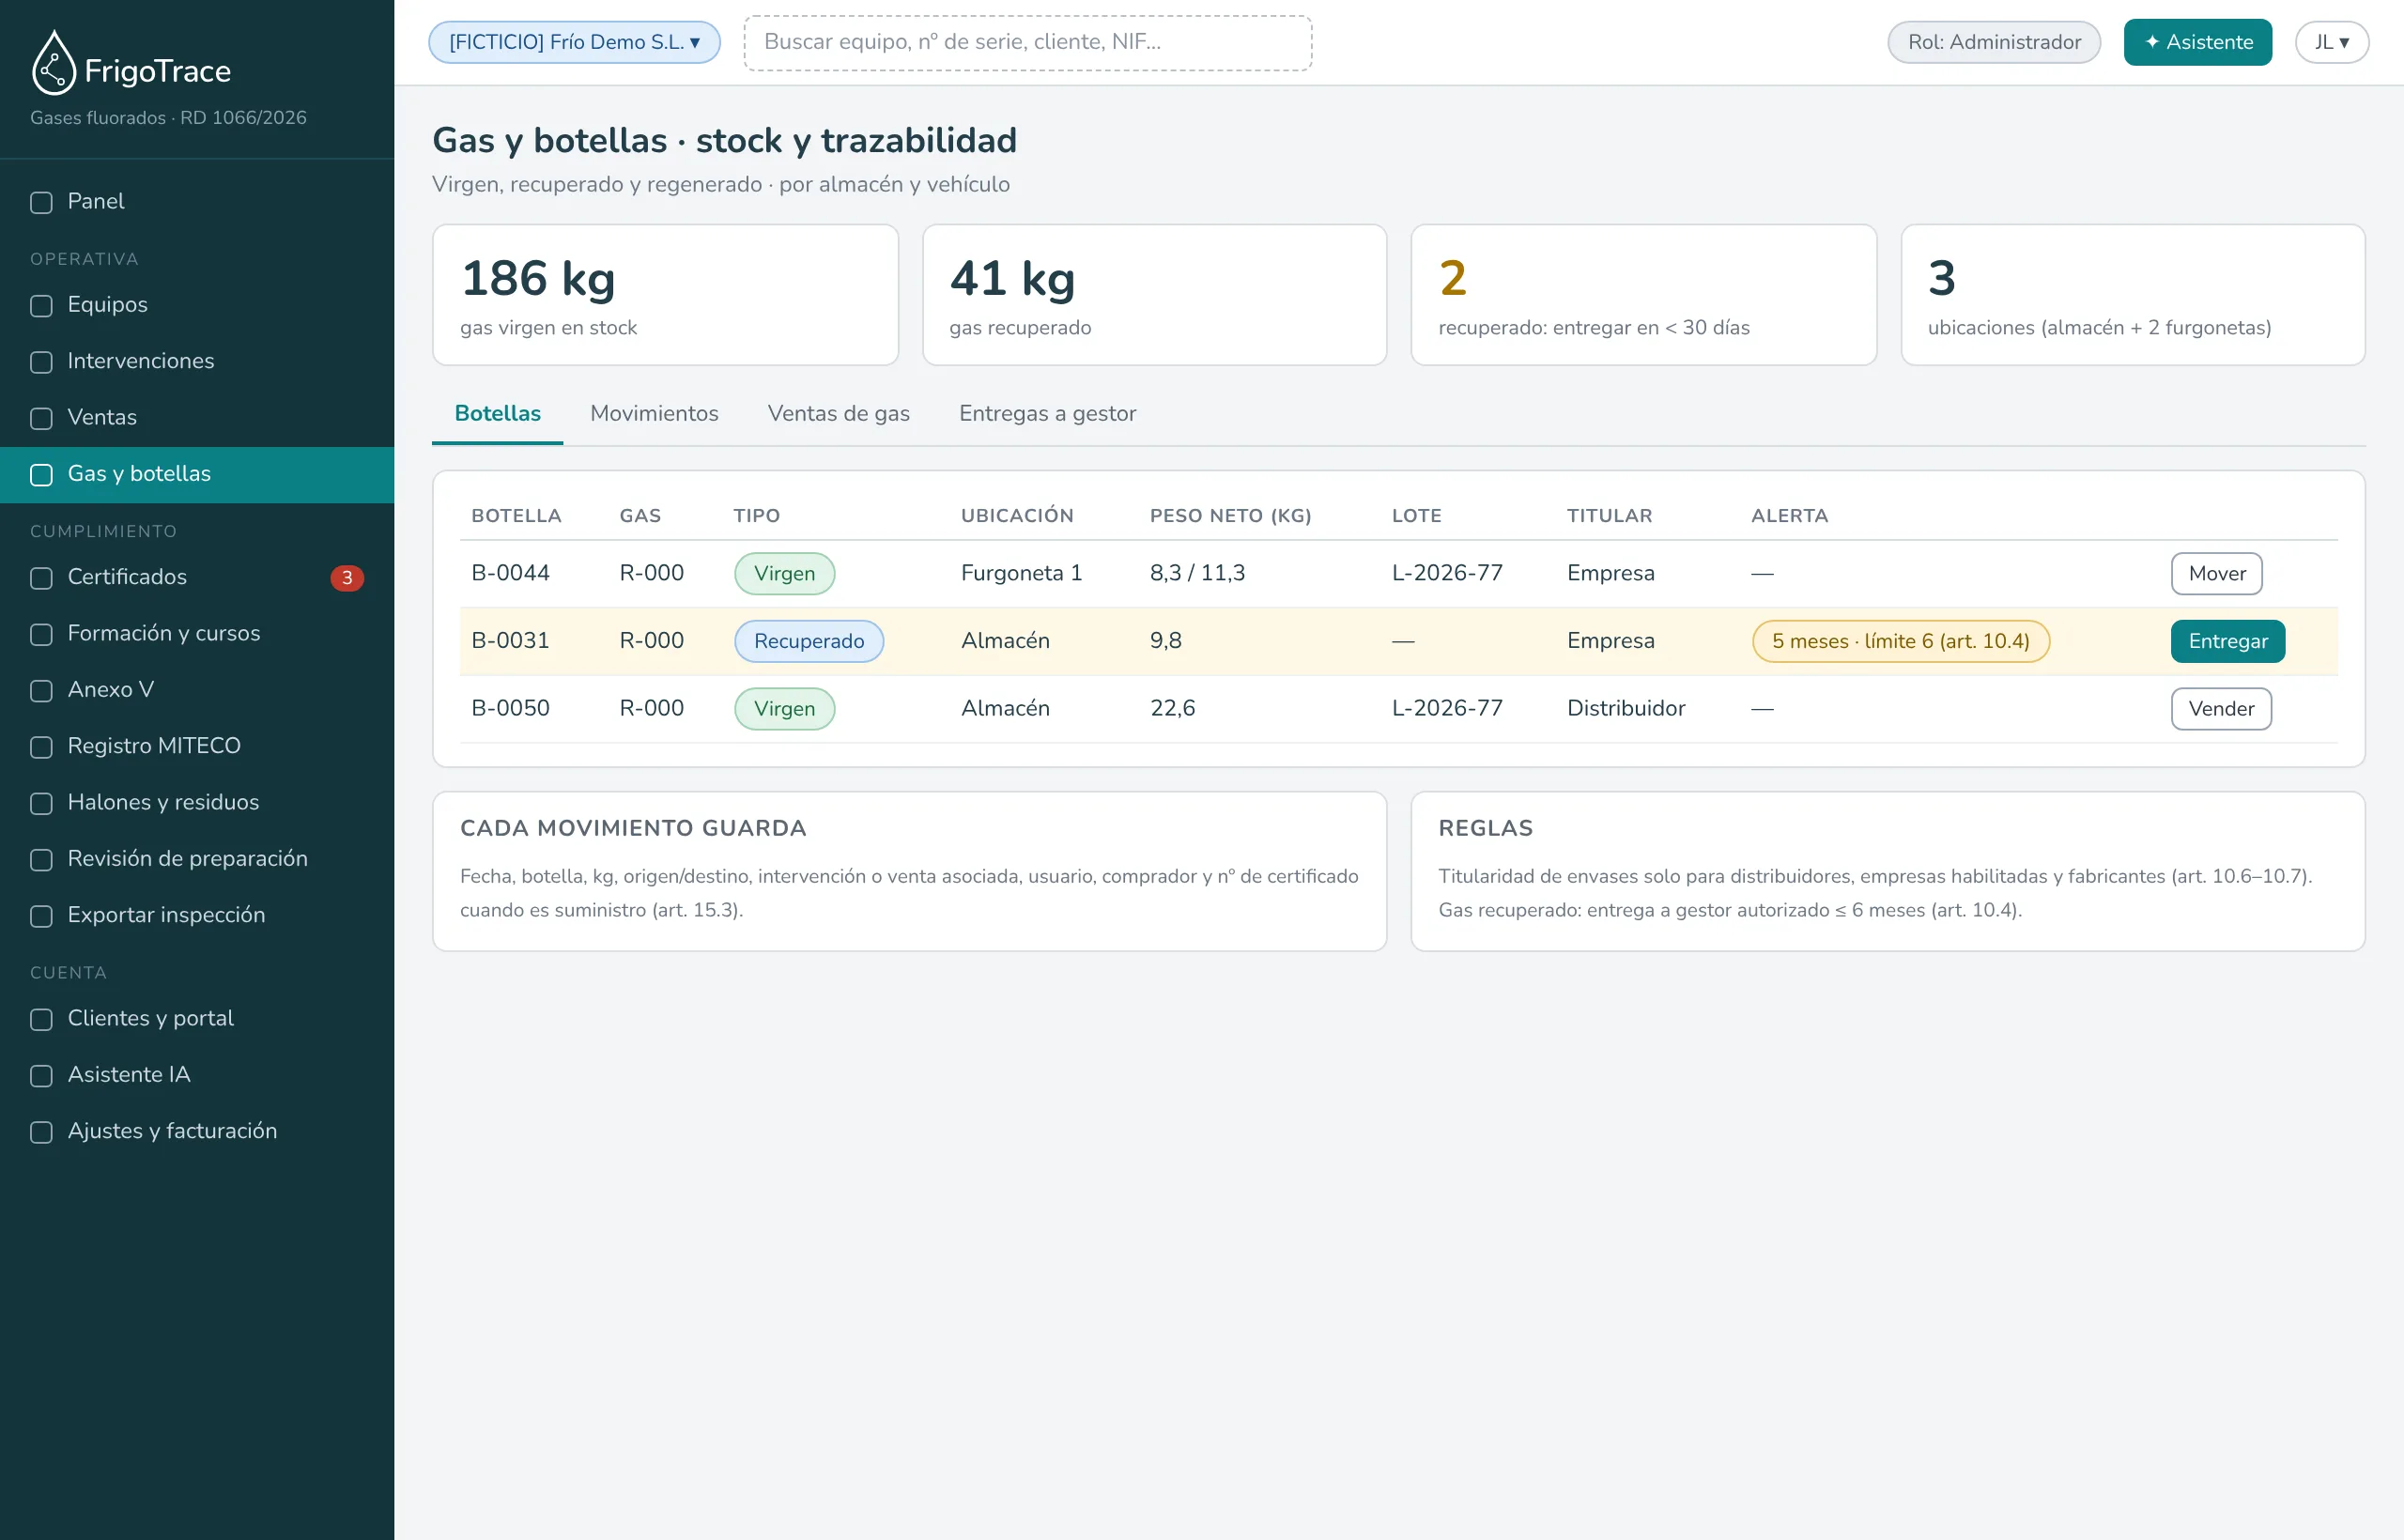 FrigoTrace
Gases fluorados · RD 1066/2026
Panel
OPERATIVA
Equipos
Intervenciones
Ventas
Gas y botellas
CUMPLIMIENTO
Certificados 3
Formación y cursos
Anexo V
Registro MITECO
Halones y residuos
Revisión de preparación
Exportar inspección
CUENTA
Clientes y portal
Asistente IA
Ajustes y facturación
[FICTICIO] Frío Demo S.L. ▾
Buscar equipo, nº de serie, cliente, NIF...
Rol: Administrador
✦ Asistente
JL ▾
Gas y botellas · stock y trazabilidad
Virgen, recuperado y regenerado · por almacén y vehículo
186 kg
gas virgen en stock
41 kg
gas recuperado
2
recuperado: entregar en < 30 días
3
ubicaciones (almacén + 2 furgonetas)
Botellas Movimientos Ventas de gas Entregas a gestor
BOTELLA GAS TIPO UBICACIÓN PESO NETO (KG) LOTE TITULAR ALERTA
B-0044 R-000 Virgen Furgoneta 1 8,3 / 11,3 L-2026-77 Empresa — Mover
B-0031 R-000 Recuperado Almacén 9,8 — Empresa 5 meses · límite 6 (art. 10.4) Entregar
B-0050 R-000 Virgen Almacén 22,6 L-2026-77 Distribuidor — Vender
CADA MOVIMIENTO GUARDA
Fecha, botella, kg, origen/destino, intervención o venta asociada, usuario, comprador y nº de certificado
cuando es suministro (art. 15.3).
REGLAS
Titularidad de envases solo para distribuidores, empresas habilitadas y fabricantes (art. 10.6–10.7).
Gas recuperado: entrega a gestor autorizado ≤ 6 meses (art. 10.4).